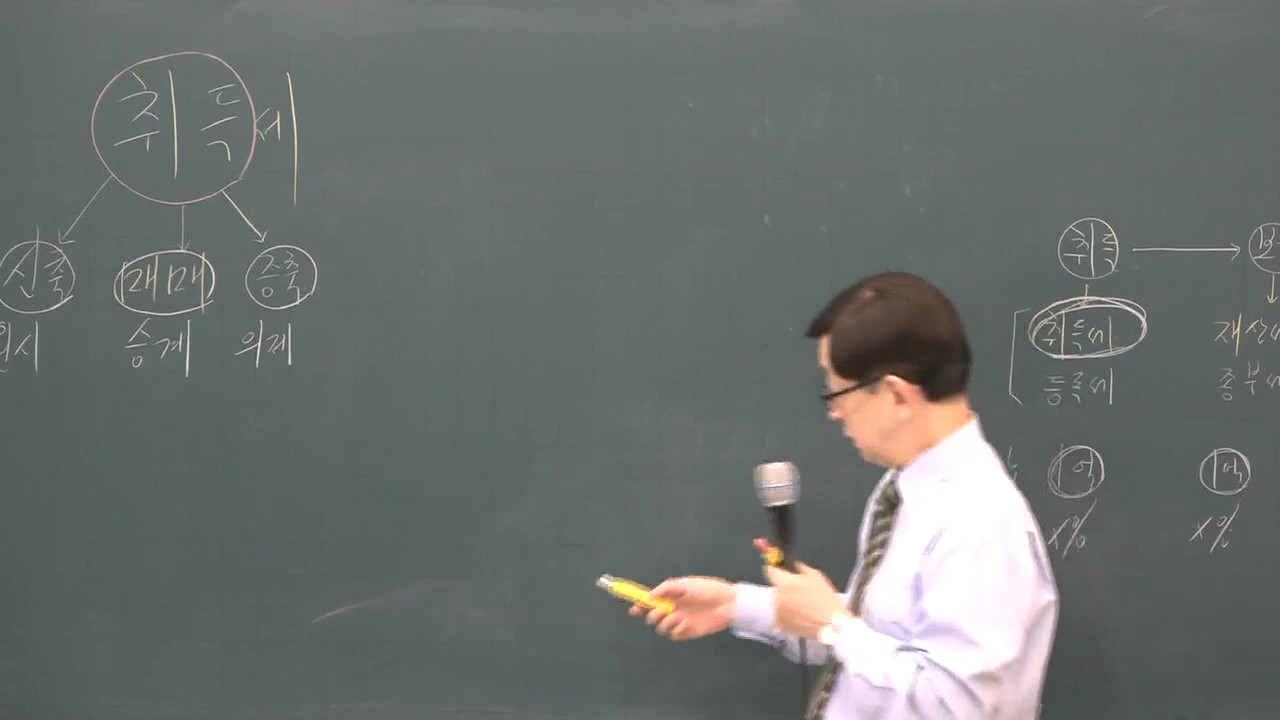 취득세
신축 매매 증축
원시 승계 의제
취득
취득세 재산세
등록세 종부세
1억 1억
x% x%